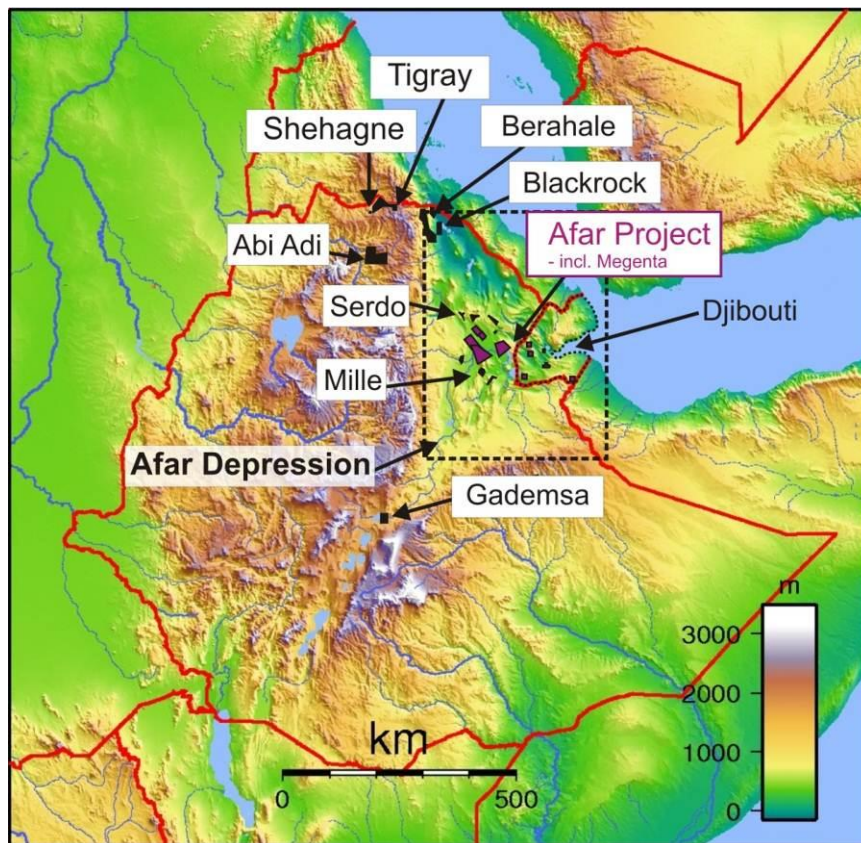 Tigray
Shehagne
Berahale
Blackrock
Afar Project
- incl. Megenta
Abi Adi
Serdo
Djibouti
Mille
Afar Depression
Gademsa
m
3000
2000
1000
0
km
0
500